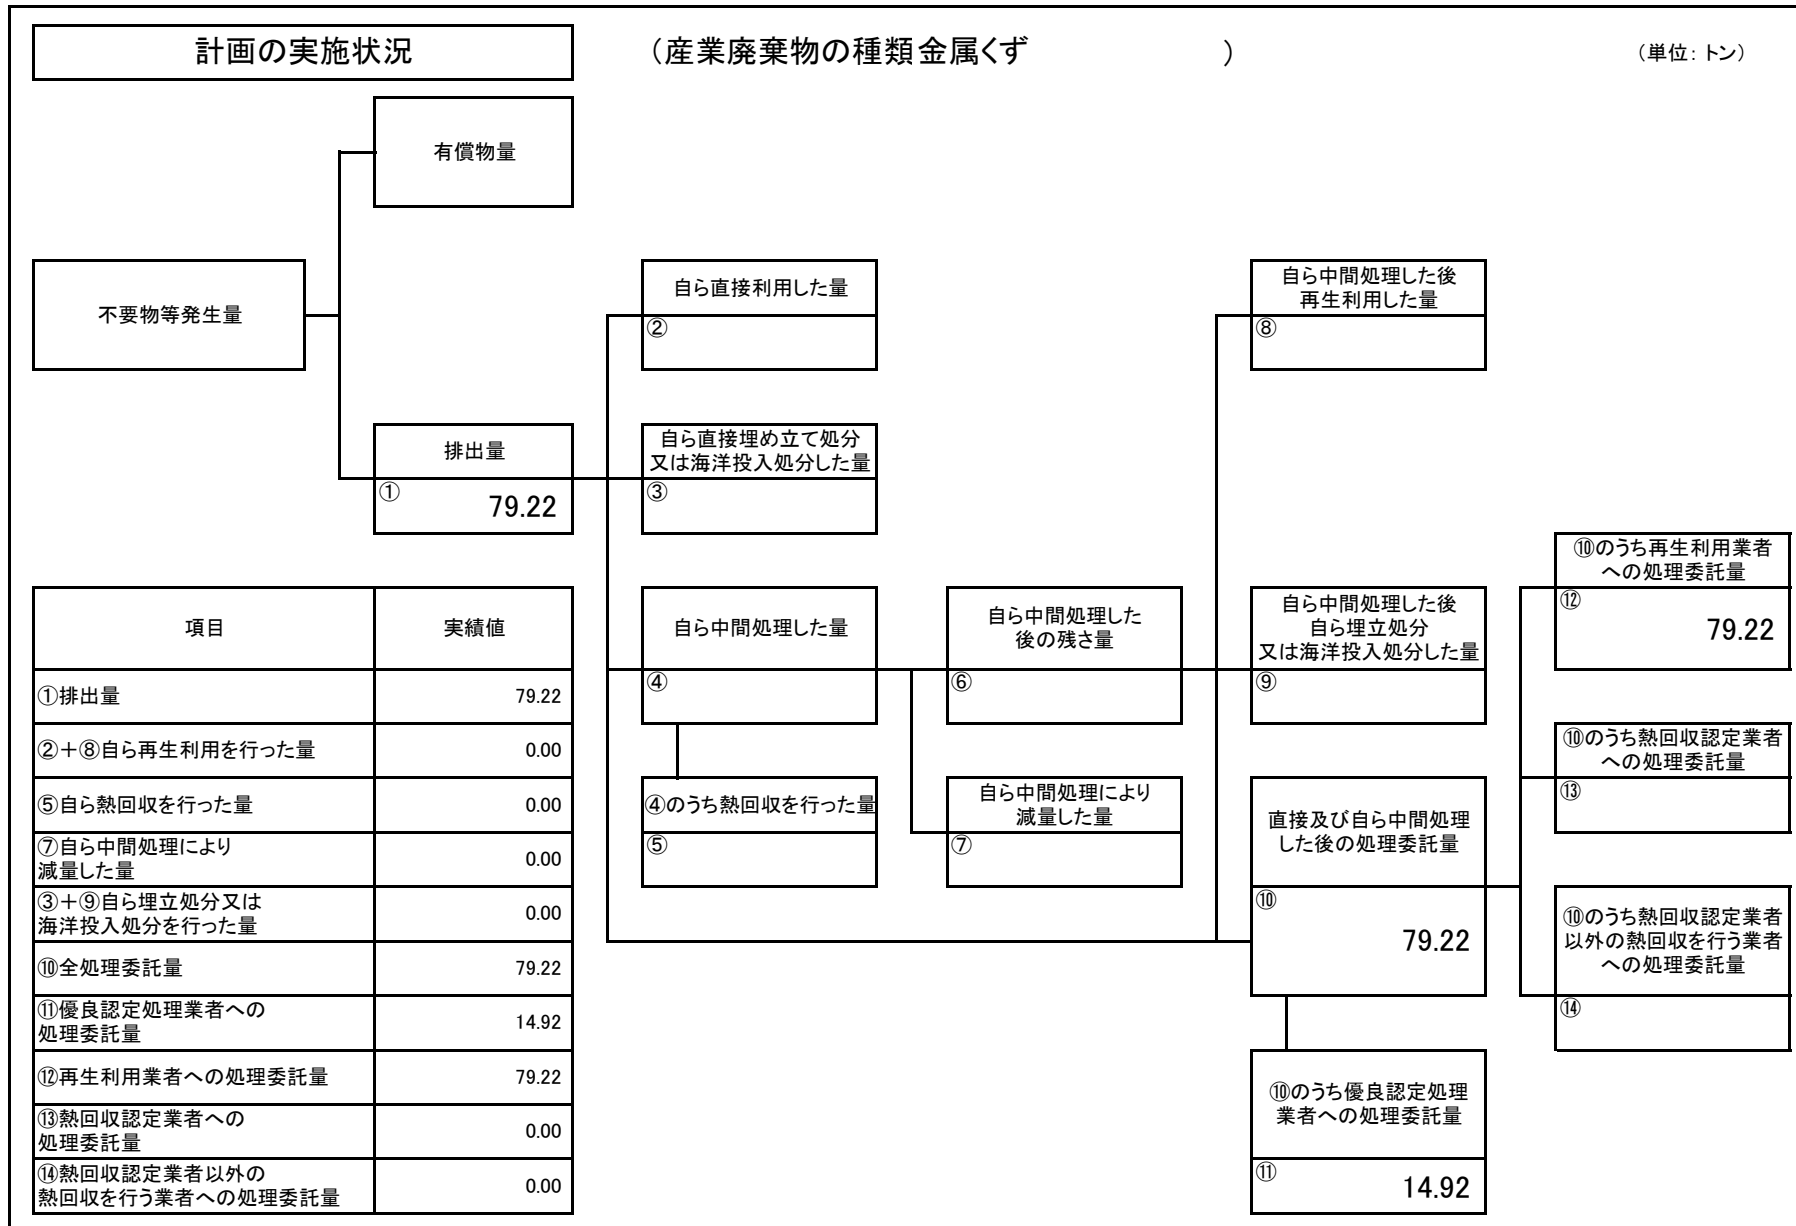 計画の実施状況
（産業廃棄物の種類金属くず　　　　　　　）
（単位：トン）
有償物量
不要物等発生量
自ら直接利用した量
②
自ら中間処理した後
再生利用した量
⑧
排出量
①
79.22
自ら直接埋め立て処分
又は海洋投入処分した量
③
⑩のうち再生利用業者
への処理委託量
⑫
79.22
自ら中間処理した量
④
自ら中間処理した
後の残さ量
⑥
自ら中間処理した後
自ら埋立処分
又は海洋投入処分した量
⑨
⑩のうち熱回収認定業者
への処理委託量
⑬
④のうち熱回収を行った量
⑤
自ら中間処理により
減量した量
⑦
直接及び自ら中間処理
した後の処理委託量
⑩
79.22
⑩のうち熱回収認定業者
以外の熱回収を行う業者
への処理委託量
⑭
⑩のうち優良認定処理
業者への処理委託量
⑪
14.92
項目 実績値
①排出量 79.22
②＋⑧自ら再生利用を行った量 0.00
⑤自ら熱回収を行った量 0.00
⑦自ら中間処理により
減量した量 0.00
③＋⑨自ら埋立処分又は
海洋投入処分を行った量 0.00
⑩全処理委託量 79.22
⑪優良認定処理業者への
処理委託量 14.92
⑫再生利用業者への処理委託量 79.22
⑬熱回収認定業者への
処理委託量 0.00
⑭熱回収認定業者以外の
熱回収を行う業者への処理委託量 0.00